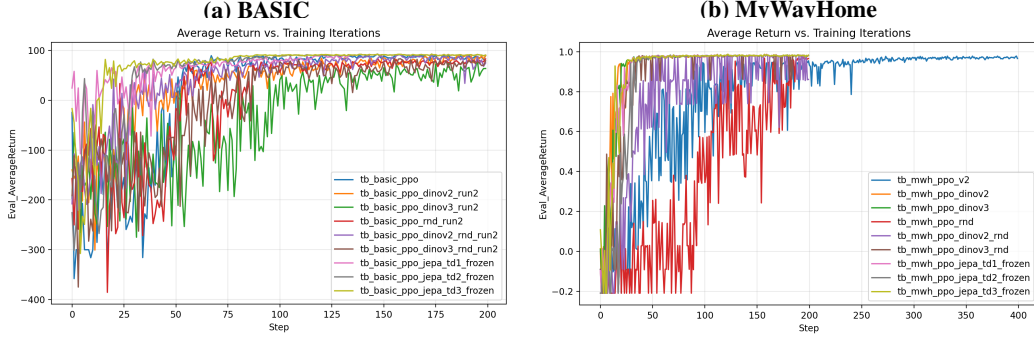 (a) BASIC
Average Return vs. Training Iterations
Eval_AverageReturn
100
0
−100
−200
−300
−400
0
25
50
75
100
125
150
175
200
Step
tb_basic_ppo
tb_basic_ppo_dinov2_run2
tb_basic_ppo_dinov3_run2
tb_basic_ppo_rnd_run2
tb_basic_ppo_dinov2_rnd_run2
tb_basic_ppo_dinov3_rnd_run2
tb_basic_ppo_jepa_td1_frozen
tb_basic_ppo_jepa_td2_frozen
tb_basic_ppo_jepa_td3_frozen
(b) MyWayHome
Average Return vs. Training Iterations
Eval_AverageReturn
1.0
0.8
0.6
0.4
0.2
0.0
−0.2
0
50
100
150
200
250
300
350
400
Step
tb_mwh_ppo_v2
tb_mwh_ppo_dinov2
tb_mwh_ppo_dinov3
tb_mwh_ppo_rnd
tb_mwh_ppo_dinov2_rnd
tb_mwh_ppo_dinov3_rnd
tb_mwh_ppo_jepa_td1_frozen
tb_mwh_ppo_jepa_td2_frozen
tb_mwh_ppo_jepa_td3_frozen